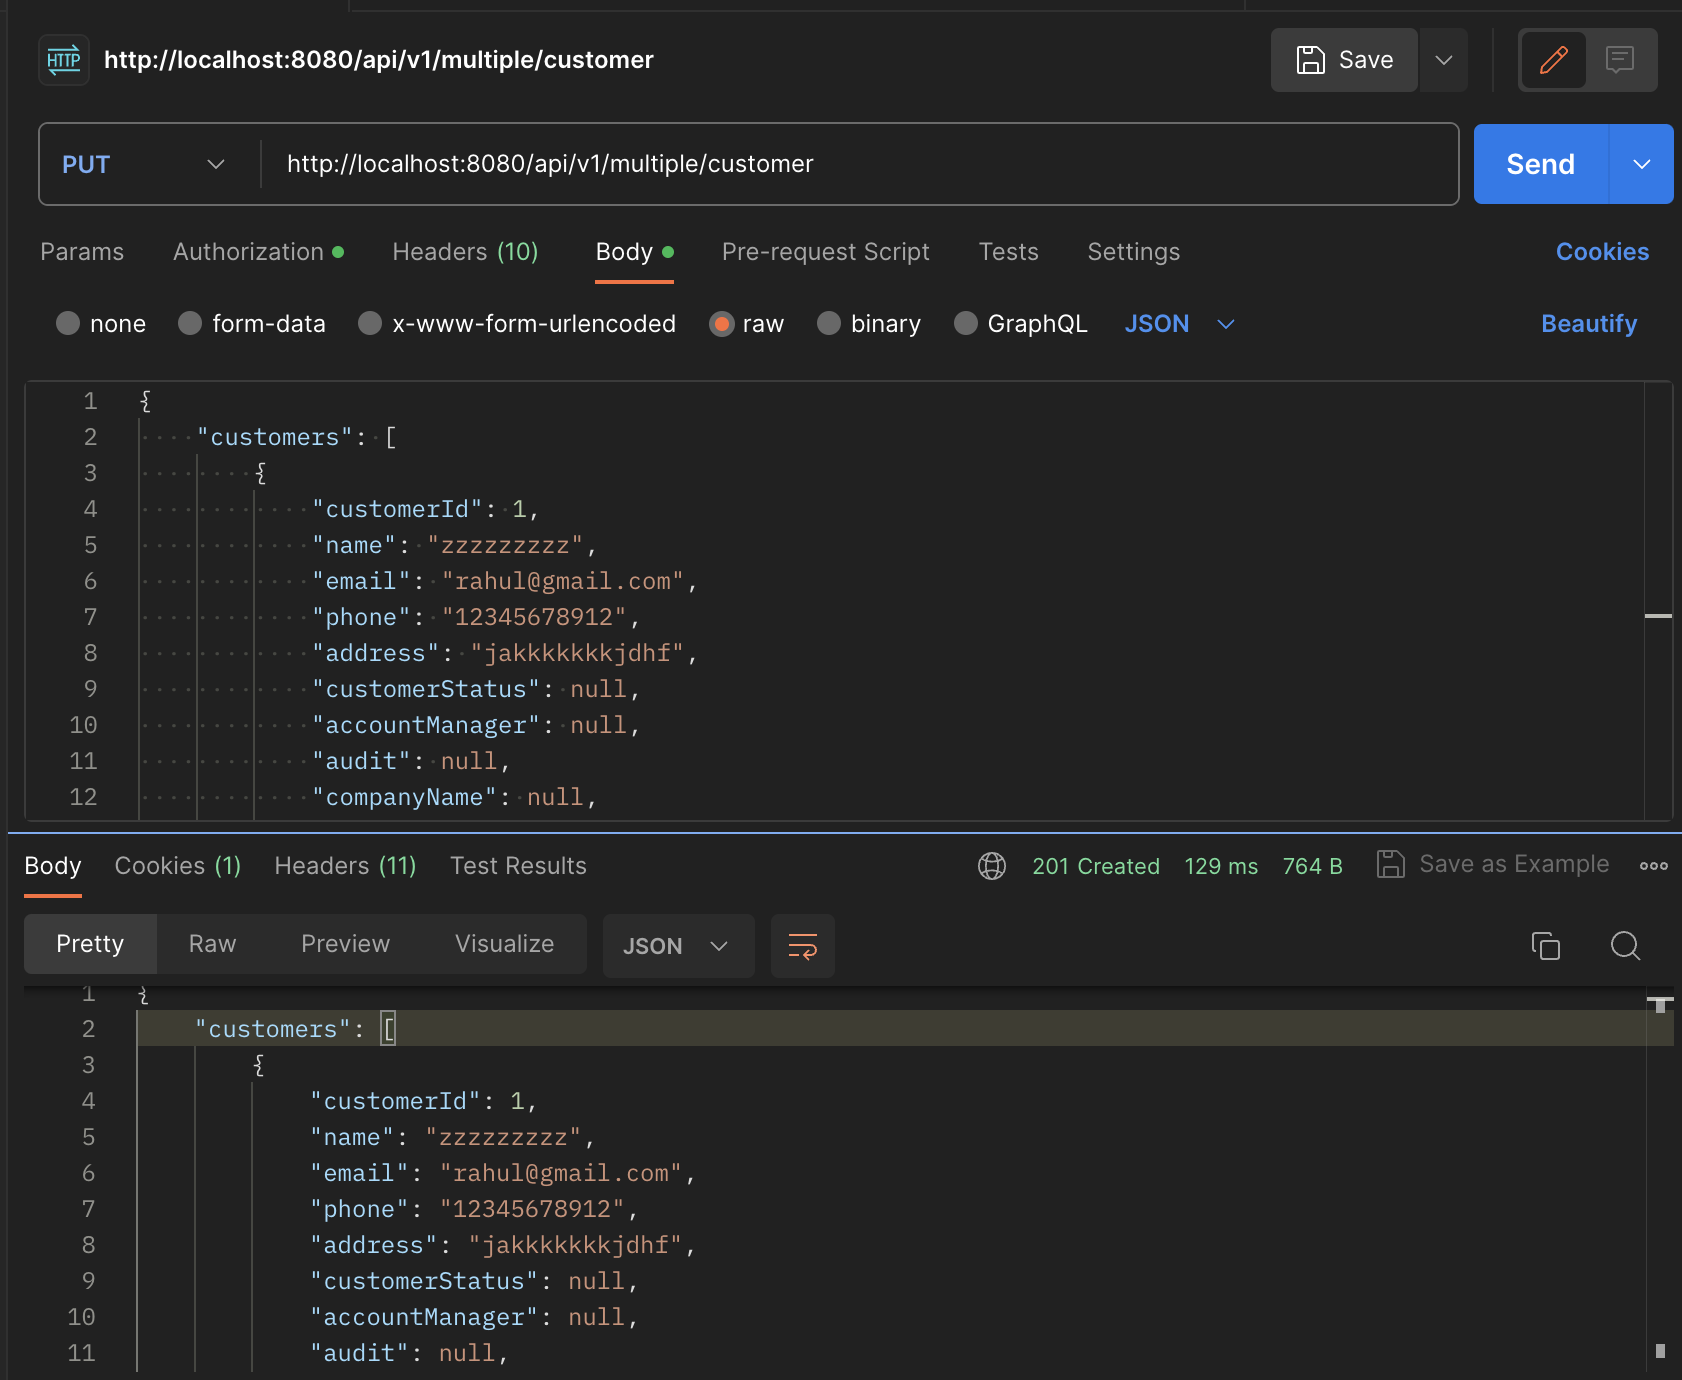 HTTP http://localhost:8080/api/v1/multiple/customer Save
PUT http://localhost:8080/api/v1/multiple/customer Send
Params Authorization Headers (10) Body Pre-request Script Tests Settings Cookies
none form-data x-www-form-urlencoded raw binary GraphQL JSON Beautify
1 {
2 "customers": [
3 {
4 "customerId": 1,
5 "name": "zzzzzzzzz",
6 "email": "rahul@gmail.com",
7 "phone": "12345678912",
8 "address": "jakkkkkkkjdhf",
9 "customerStatus": null,
10 "accountManager": null,
11 "audit": null,
12 "companyName": null,
Body Cookies (1) Headers (11) Test Results 201 Created 129 ms 764 B Save as Example
Pretty Raw Preview Visualize JSON
1 {
2 "customers": [
3 {
4 "customerId": 1,
5 "name": "zzzzzzzzz",
6 "email": "rahul@gmail.com",
7 "phone": "12345678912",
8 "address": "jakkkkkkkjdhf",
9 "customerStatus": null,
10 "accountManager": null,
11 "audit": null,